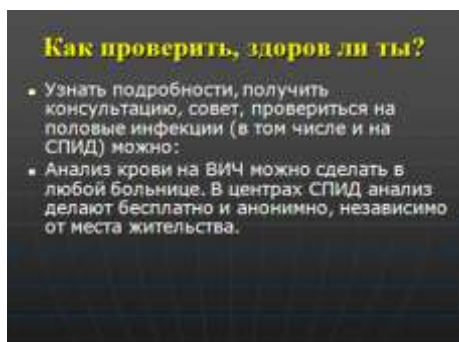 Как проверить, здоров ли ты?
Узнать подробности, получить
консультацию, совет, провериться на
половые инфекции (в том числе и на
СПИД) можно:
Анализ крови на ВИЧ можно сделать в
любой больнице. В центрах СПИД анализ
делают бесплатно и анонимно, независимо
от места жительства.